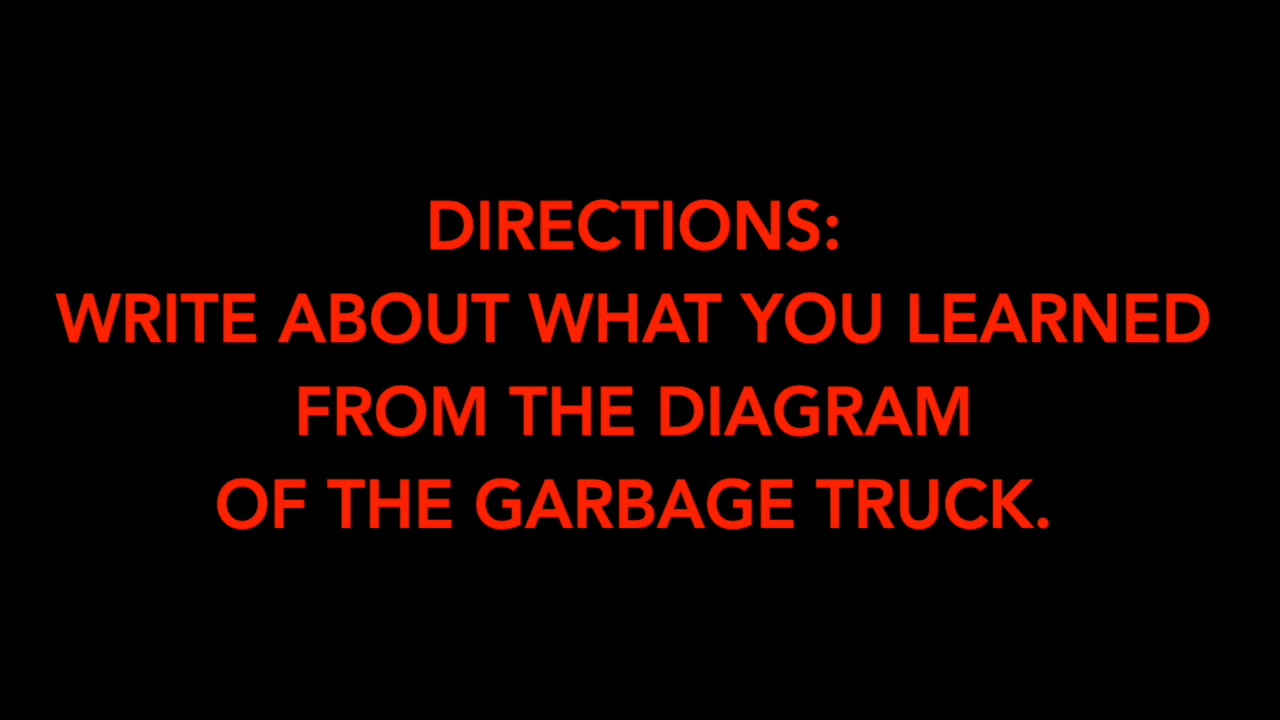 DIRECTIONS:
WRITE ABOUT WHAT YOU LEARNED
FROM THE DIAGRAM
OF THE GARBAGE TRUCK.